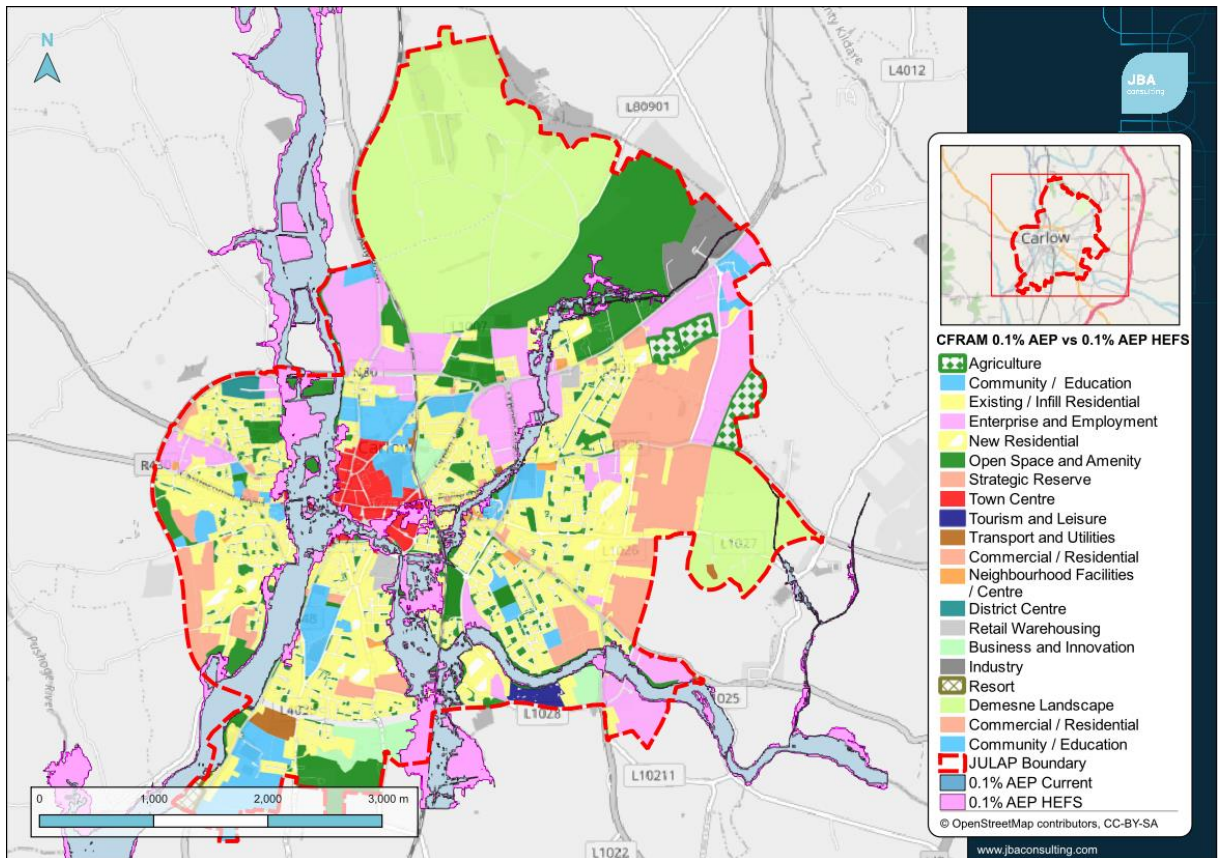 N
County Kildare
L4012
L80901
JBA
consulting
Carlow
CFRAM 0.1% AEP vs 0.1% AEP HEFS
Agriculture
Community / Education
Existing / Infill Residential
Enterprise and Employment
New Residential
Open Space and Amenity
Strategic Reserve
Town Centre
Tourism and Leisure
Transport and Utilities
Commercial / Residential
Neighbourhood Facilities
/ Centre
District Centre
Retail Warehousing
Business and Innovation
Industry
Resort
Demesne Landscape
Commercial / Residential
Community / Education
JULAP Boundary
0.1% AEP Current
0.1% AEP HEFS
© OpenStreetMap contributors, CC-BY-SA
www.jbaconsulting.com
N80
Carlow
L1027
L1026
L1028
L10211
L1022
0 1,000 2,000 3,000 m